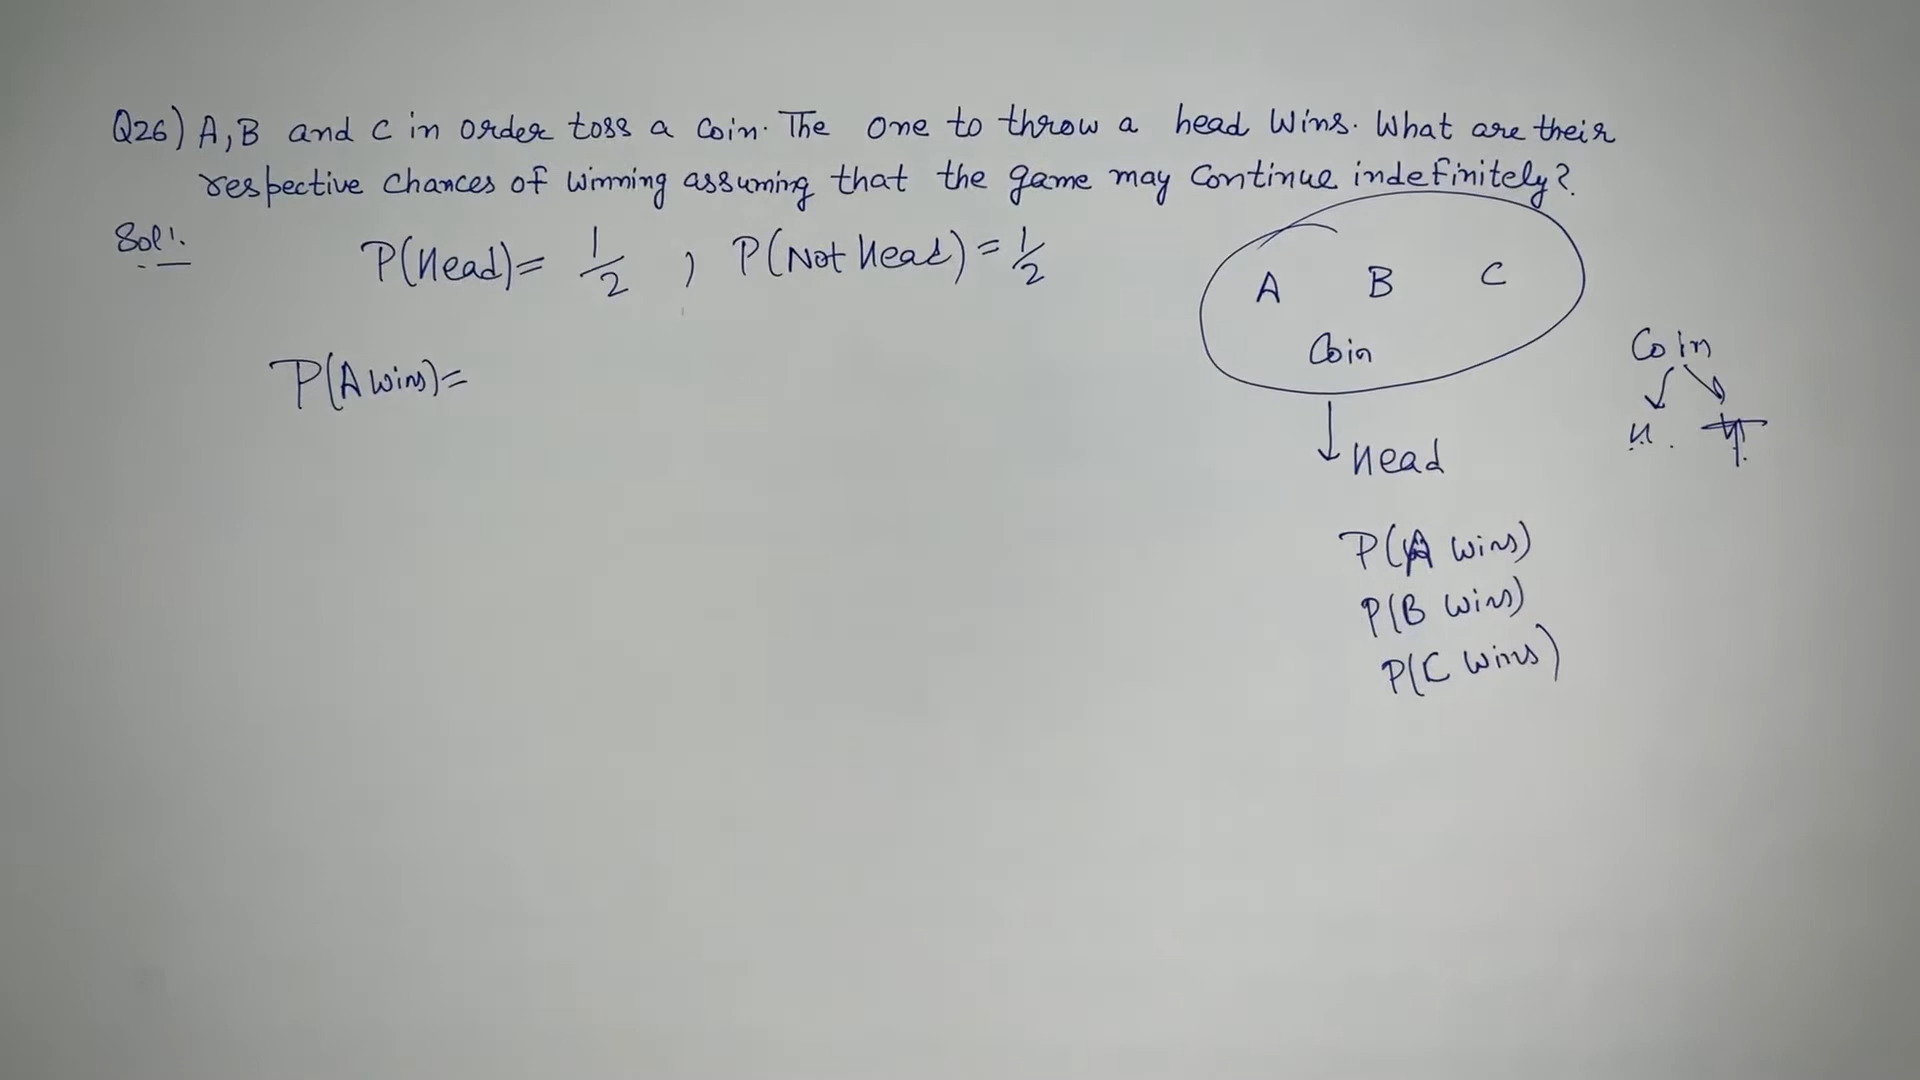 Q26) A, B and C in order toss a coin. The one to throw a head wins. What are their
respective chances of winning assuming that the game may continue indefinitely?
Sol'.
P(Head) = 1/2 , P(Not Head) = 1/2
A B C
Coin
P(A wins) =
Coin
H. T.
Head
P(A wins)
P(B wins)
P(C wins)